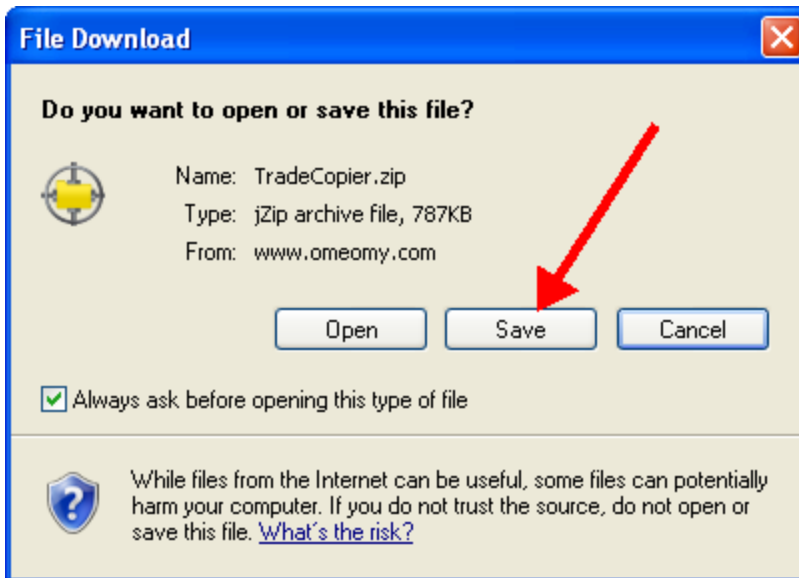 File Download
Do you want to open or save this file?
Name: TradeCopier.zip
Type: jZip archive file, 787KB
From: www.omeomy.com
Open Save Cancel
Always ask before opening this type of file
While files from the Internet can be useful, some files can potentially
harm your computer. If you do not trust the source, do not open or
save this file. What's the risk?